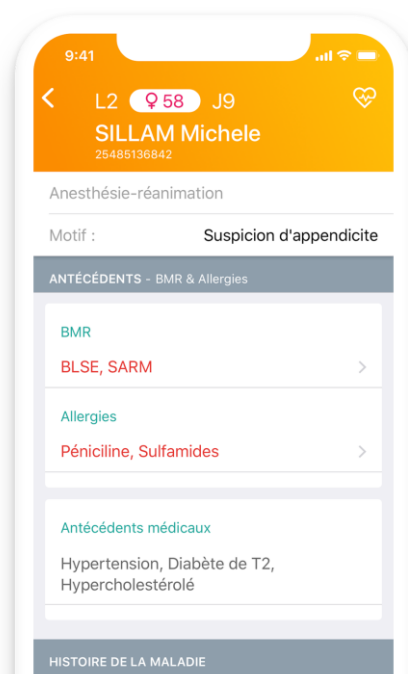 9:41
L2 ♀ 58 J9
SILLAM Michele
25485136842
Anesthésie-réanimation
Motif : Suspicion d'appendicite
ANTÉCÉDENTS - BMR & Allergies
BMR
BLSE, SARM
Allergies
Péniciline, Sulfamides
Antécédents médicaux
Hypertension, Diabète de T2,
Hypercholestérolé
HISTOIRE DE LA MALADIE